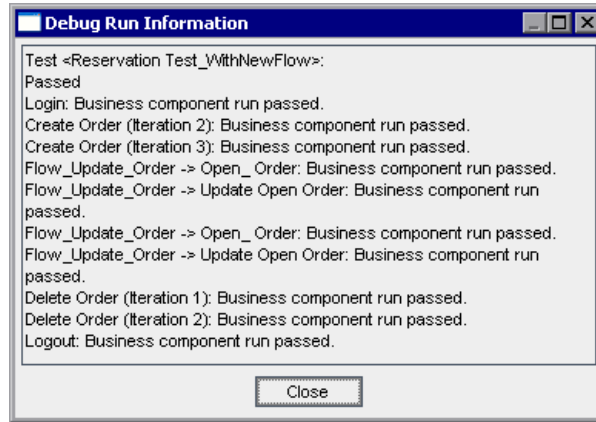 Debug Run Information
Test <Reservation Test_WithNewFlow>:
Passed
Login: Business component run passed.
Create Order (Iteration 2): Business component run passed.
Create Order (Iteration 3): Business component run passed.
Flow_Update_Order -> Open_ Order: Business component run passed.
Flow_Update_Order -> Update Open Order: Business component run
passed.
Flow_Update_Order -> Open_ Order: Business component run passed.
Flow_Update_Order -> Update Open Order: Business component run
passed.
Delete Order (Iteration 1): Business component run passed.
Delete Order (Iteration 2): Business component run passed.
Logout: Business component run passed.
Close